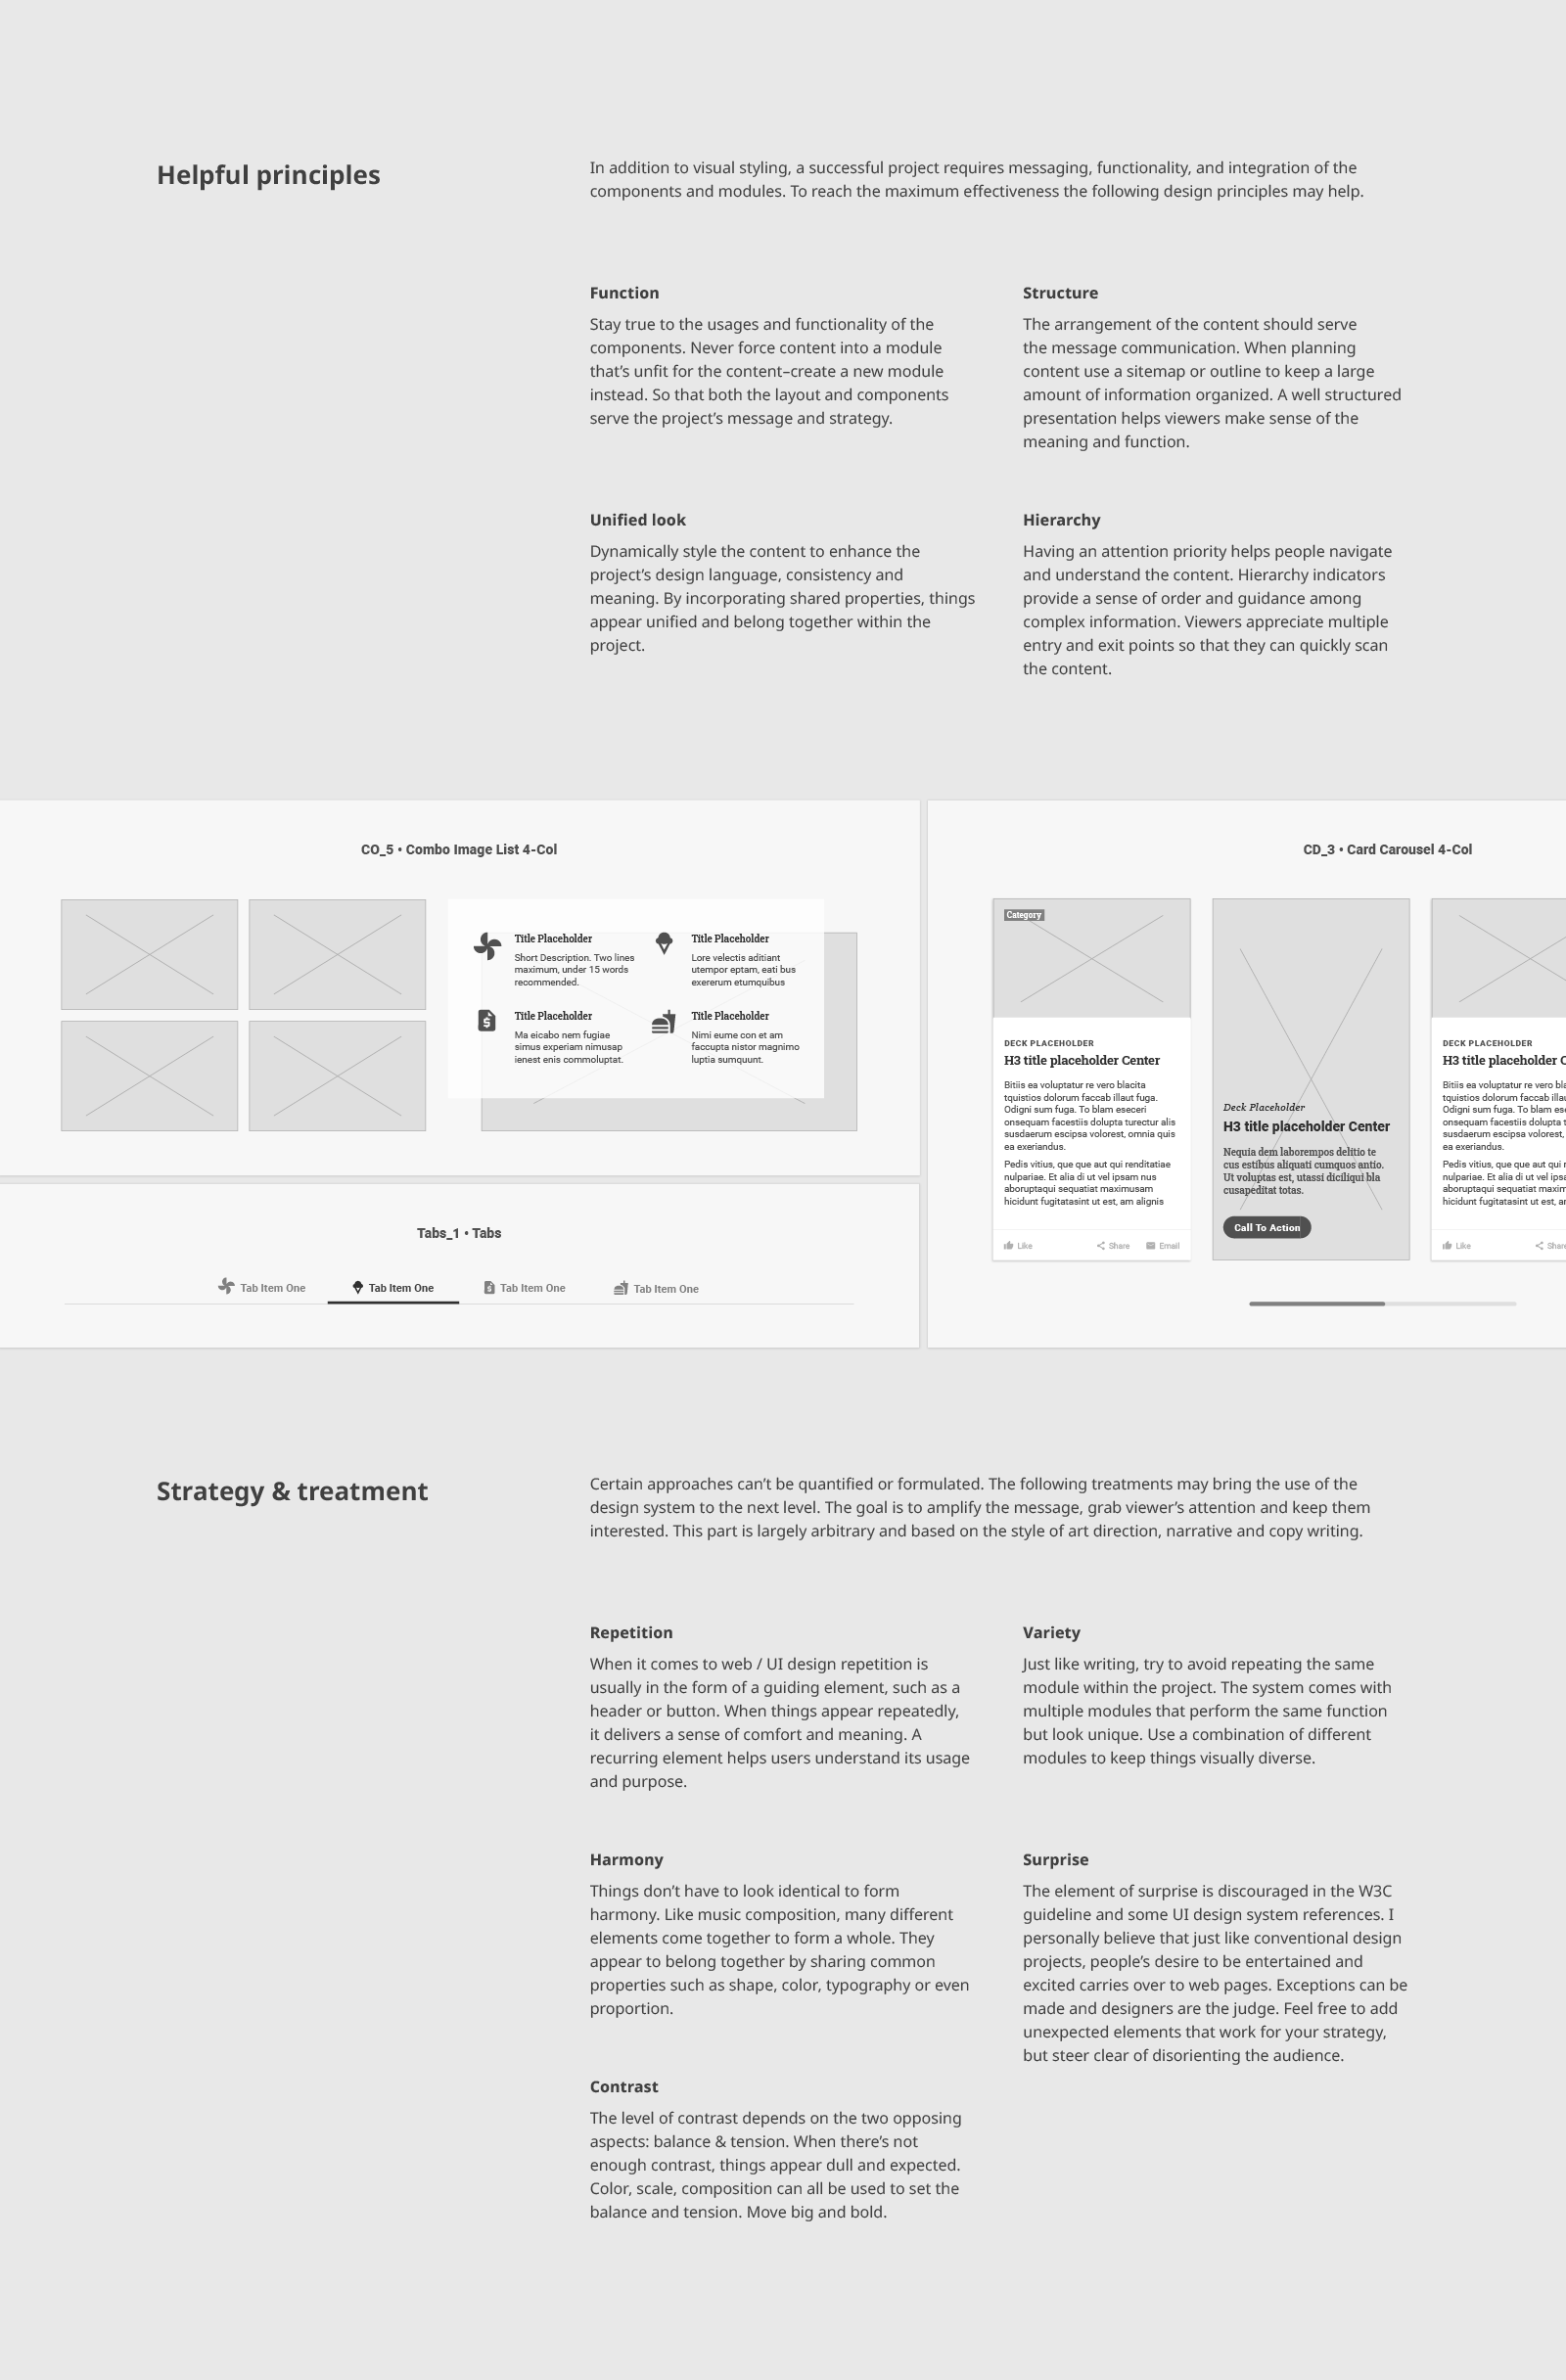 Helpful principles
In addition to visual styling, a successful project requires messaging, functionality, and integration of the
components and modules. To reach the maximum effectiveness the following design principles may help.
Function
Stay true to the usages and functionality of the
components. Never force content into a module
that’s unfit for the content–create a new module
instead. So that both the layout and components
serve the project’s message and strategy.
Structure
The arrangement of the content should serve
the message communication. When planning
content use a sitemap or outline to keep a large
amount of information organized. A well structured
presentation helps viewers make sense of the
meaning and function.
Unified look
Dynamically style the content to enhance the
project’s design language, consistency and
meaning. By incorporating shared properties, things
appear unified and belong together within the
project.
Hierarchy
Having an attention priority helps people navigate
and understand the content. Hierarchy indicators
provide a sense of order and guidance among
complex information. Viewers appreciate multiple
entry and exit points so that they can quickly scan
the content.
CO_5 • Combo Image List 4-Col
Title Placeholder
Short Description. Two lines
maximum, under 15 words
recommended.
Title Placeholder
Lore velectis aditiant
utempor eptam, eati bus
exererum etumquibus
Title Placeholder
Ma eicabo nem fugiae
simus experiam nimusap
ienest enis commoluptat.
Title Placeholder
Nimi eume con et am
faccupta nistor magnimo
luptia sumquunt.
Tabs_1 • Tabs
Tab Item One
Tab Item One
Tab Item One
Tab Item One
CD_3 • Card Carousel 4-Col
Category
DECK PLACEHOLDER
H3 title placeholder Center
Bitiis ea voluptatur re vero blacita
tquistios dolorum faccab illaut fuga.
Odigni sum fuga. To blam eseceri
onsequam facestiis dolupta turectur alis
susdaerum escipsa volorest, omnia quis
ea exeriandus.
Pedis vitius, que que aut qui renditatiae
nulpariae. Et alia di ut vel ipsam nus
aboruptaqui sequatiat maximusam
hicidunt fugitatasint ut est, am alignis
Like
Share
Email
Deck Placeholder
H3 title placeholder Center
Nequia dem laborempos delitio te
cus estibus aliquati cumquos antio.
Ut voluptas est, utassi diciliqui bla
cusapeditat totas.
Call To Action
DECK PLACEHOLDER
H3 title placeholder
Bitiis ea voluptatur re vero
tquistios dolorum faccab
Odigni sum fuga. To blam
onsequam facestiis dolupta
susdaerum escipsa volorest,
ea exeriandus.
Pedis vitius, que que aut qui
nulpariae. Et alia di ut vel ipsam
aboruptaqui sequatiat
hicidunt fugitatasint ut est,
Like
Strategy & treatment
Certain approaches can’t be quantified or formulated. The following treatments may bring the use of the
design system to the next level. The goal is to amplify the message, grab viewer’s attention and keep them
interested. This part is largely arbitrary and based on the style of art direction, narrative and copy writing.
Repetition
When it comes to web / UI design repetition is
usually in the form of a guiding element, such as a
header or button. When things appear repeatedly,
it delivers a sense of comfort and meaning. A
recurring element helps users understand its usage
and purpose.
Variety
Just like writing, try to avoid repeating the same
module within the project. The system comes with
multiple modules that perform the same function
but look unique. Use a combination of different
modules to keep things visually diverse.
Harmony
Things don’t have to look identical to form
harmony. Like music composition, many different
elements come together to form a whole. They
appear to belong together by sharing common
properties such as shape, color, typography or even
proportion.
Surprise
The element of surprise is discouraged in the W3C
guideline and some UI design system references. I
personally believe that just like conventional design
projects, people’s desire to be entertained and
excited carries over to web pages. Exceptions can be
made and designers are the judge. Feel free to add
unexpected elements that work for your strategy,
but steer clear of disorienting the audience.
Contrast
The level of contrast depends on the two opposing
aspects: balance & tension. When there’s not
enough contrast, things appear dull and expected.
Color, scale, composition can all be used to set the
balance and tension. Move big and bold.